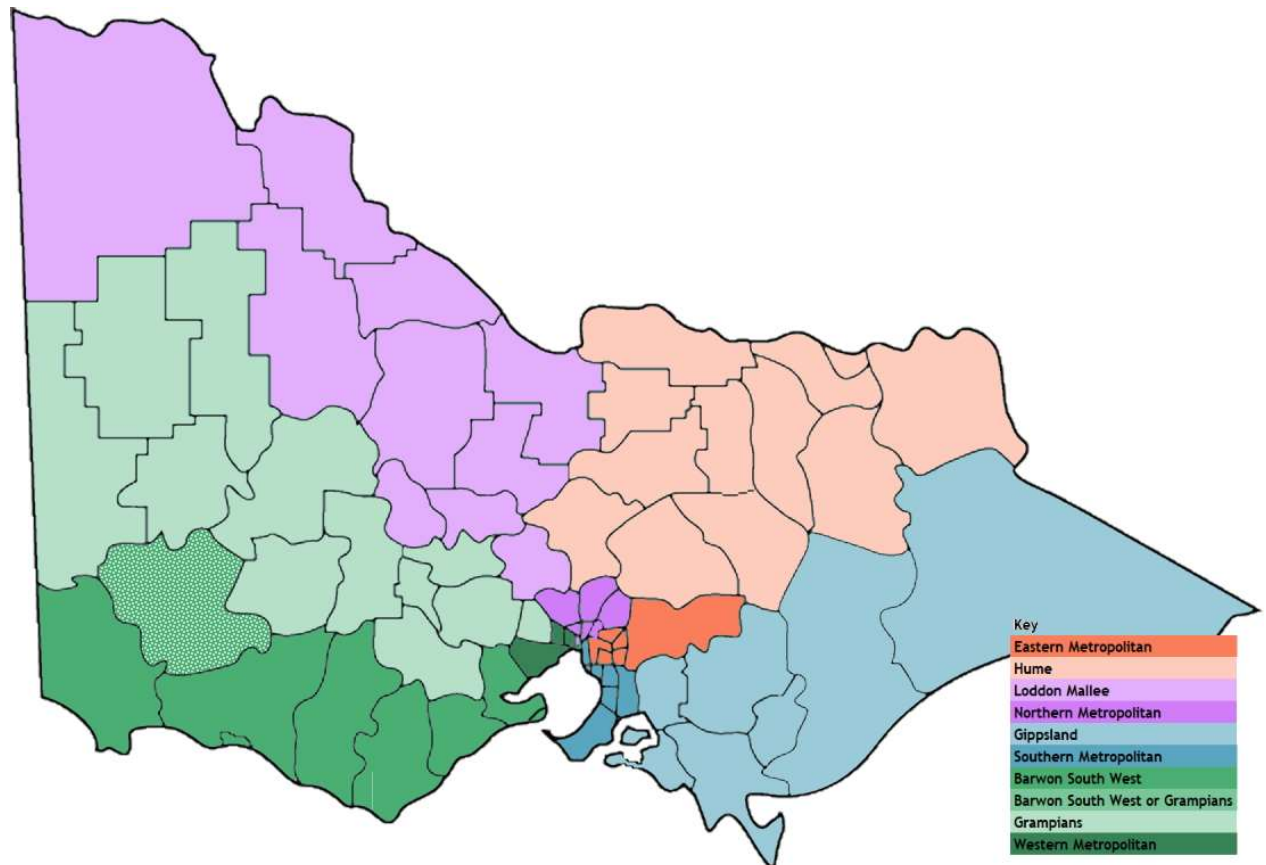 Key
Eastern Metropolitan
Hume
Loddon Mallee
Northern Metropolitan
Gippsland
Southern Metropolitan
Barwon South West
Barwon South West or Grampians
Grampians
Western Metropolitan